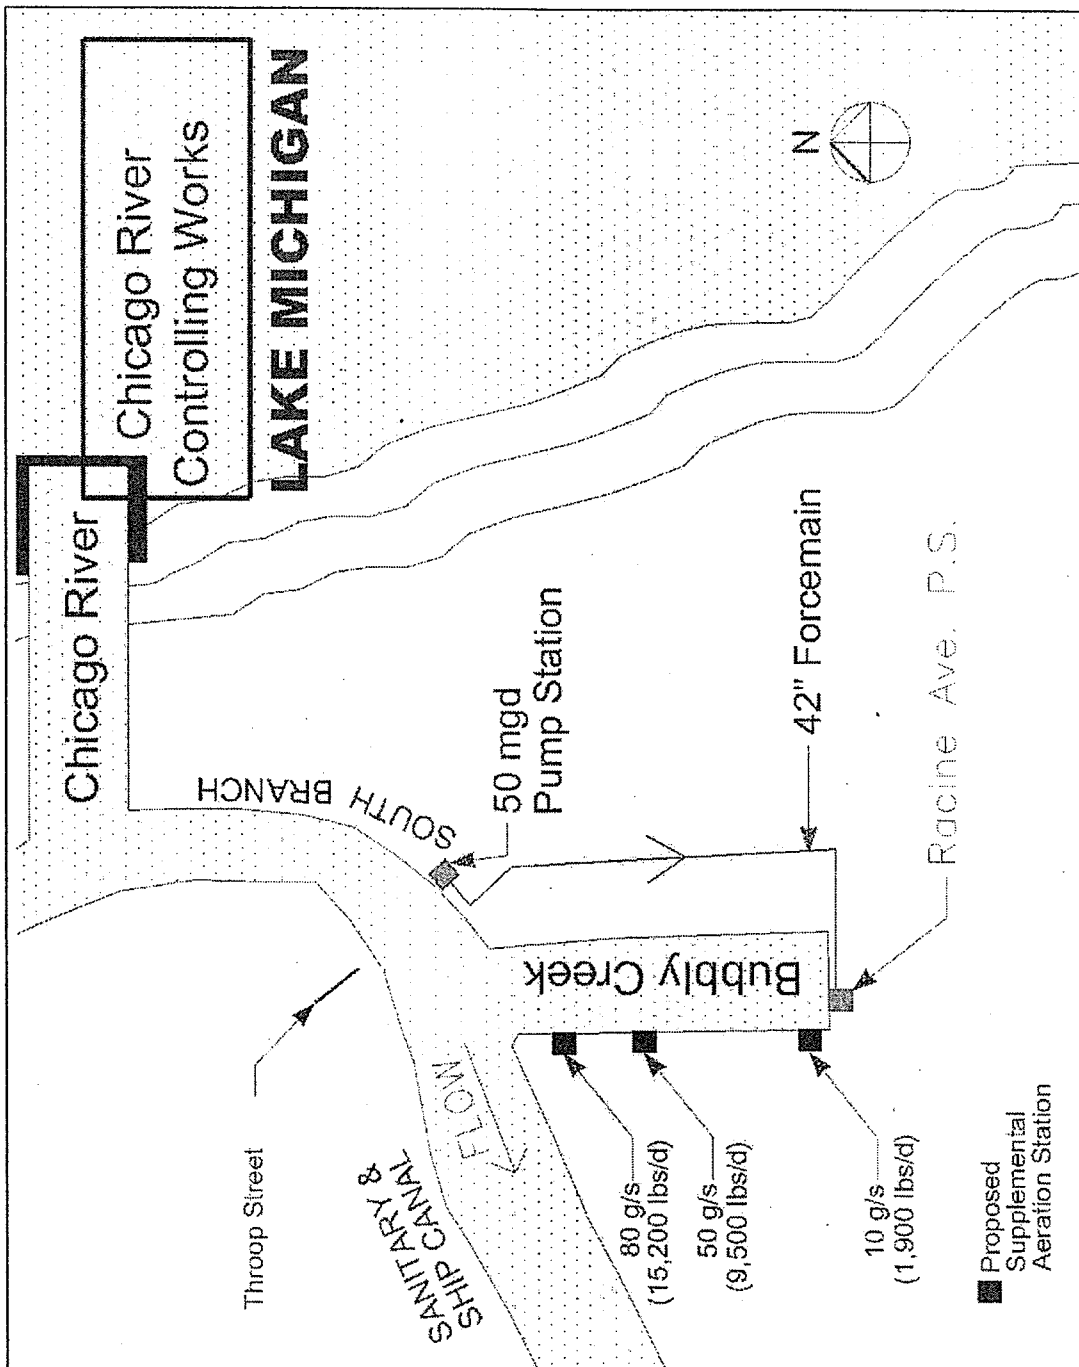 Chicago River
Controlling Works
LAKE MICHIGAN
N
Chicago River
SOUTH BRANCH
50 mgd
Pump Station
42" Forcemain
Racine Ave. P.S.
Bubbly Creek
Throop Street
FLOW
SANITARY &
SHIP CANAL
80 g/s
(15,200 lbs/d)
50 g/s
(9,500 lbs/d)
10 g/s
(1,900 lbs/d)
Proposed
Supplemental
Aeration Station